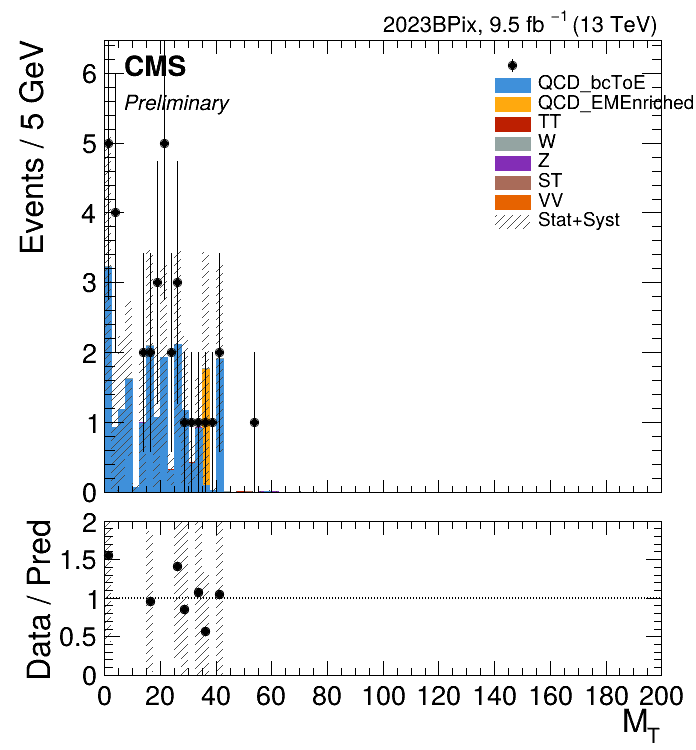 2023BPix, 9.5 fb⁻¹ (13 TeV)
Events / 5 GeV
CMS
Preliminary
QCD_bcToE
QCD_EMEnriched
TT
W
Z
ST
VV
Stat+Syst
6
5
4
3
2
1
0
Data / Pred
2
1.5
1
0.5
0
0 20 40 60 80 100 120 140 160 180 200
M_T